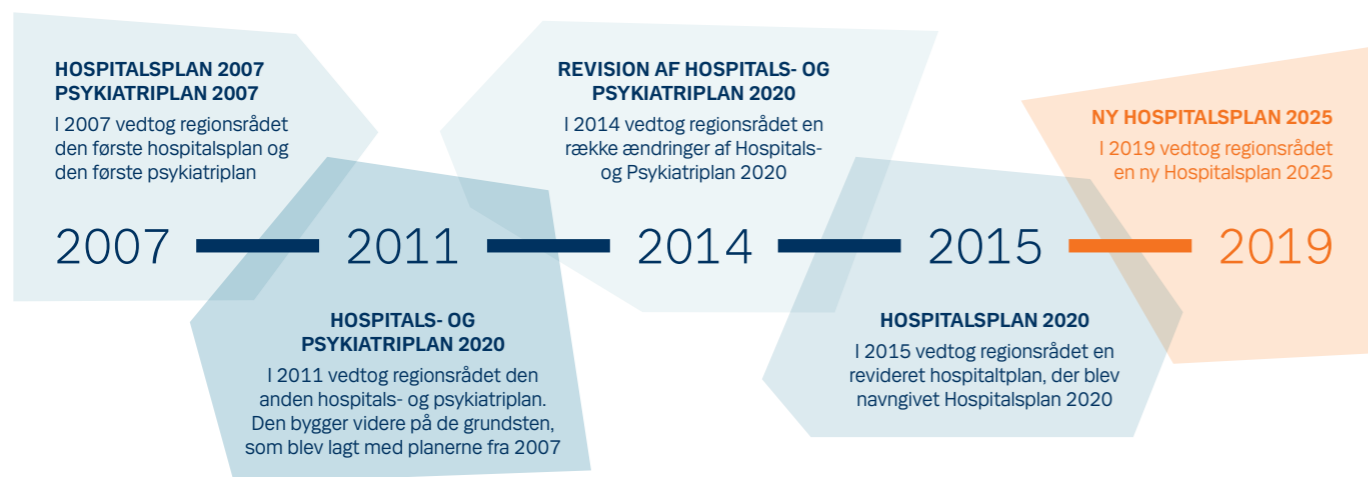 HOSPITALSPLAN 2007
PSYKIATRIPLAN 2007
I 2007 vedtog regionsrådet
den første hospitalsplan og
den første psykiatriplan
REVISION AF HOSPITALS- OG
PSYKIATRIPLAN 2020
I 2014 vedtog regionsrådet en
række ændringer af Hospitals-
og Psykiatriplan 2020
NY HOSPITALSPLAN 2025
I 2019 vedtog regionsrådet
en ny Hospitalsplan 2025
2007
2011
2014
2015
2019
HOSPITALS- OG
PSYKIATRIPLAN 2020
I 2011 vedtog regionsrådet den
anden hospitals- og psykiatriplan.
Den bygger videre på de grundsten,
som blev lagt med planerne fra 2007
HOSPITALSPLAN 2020
I 2015 vedtog regionsrådet en
revideret hospitaltplan, der blev
navngivet Hospitalsplan 2020